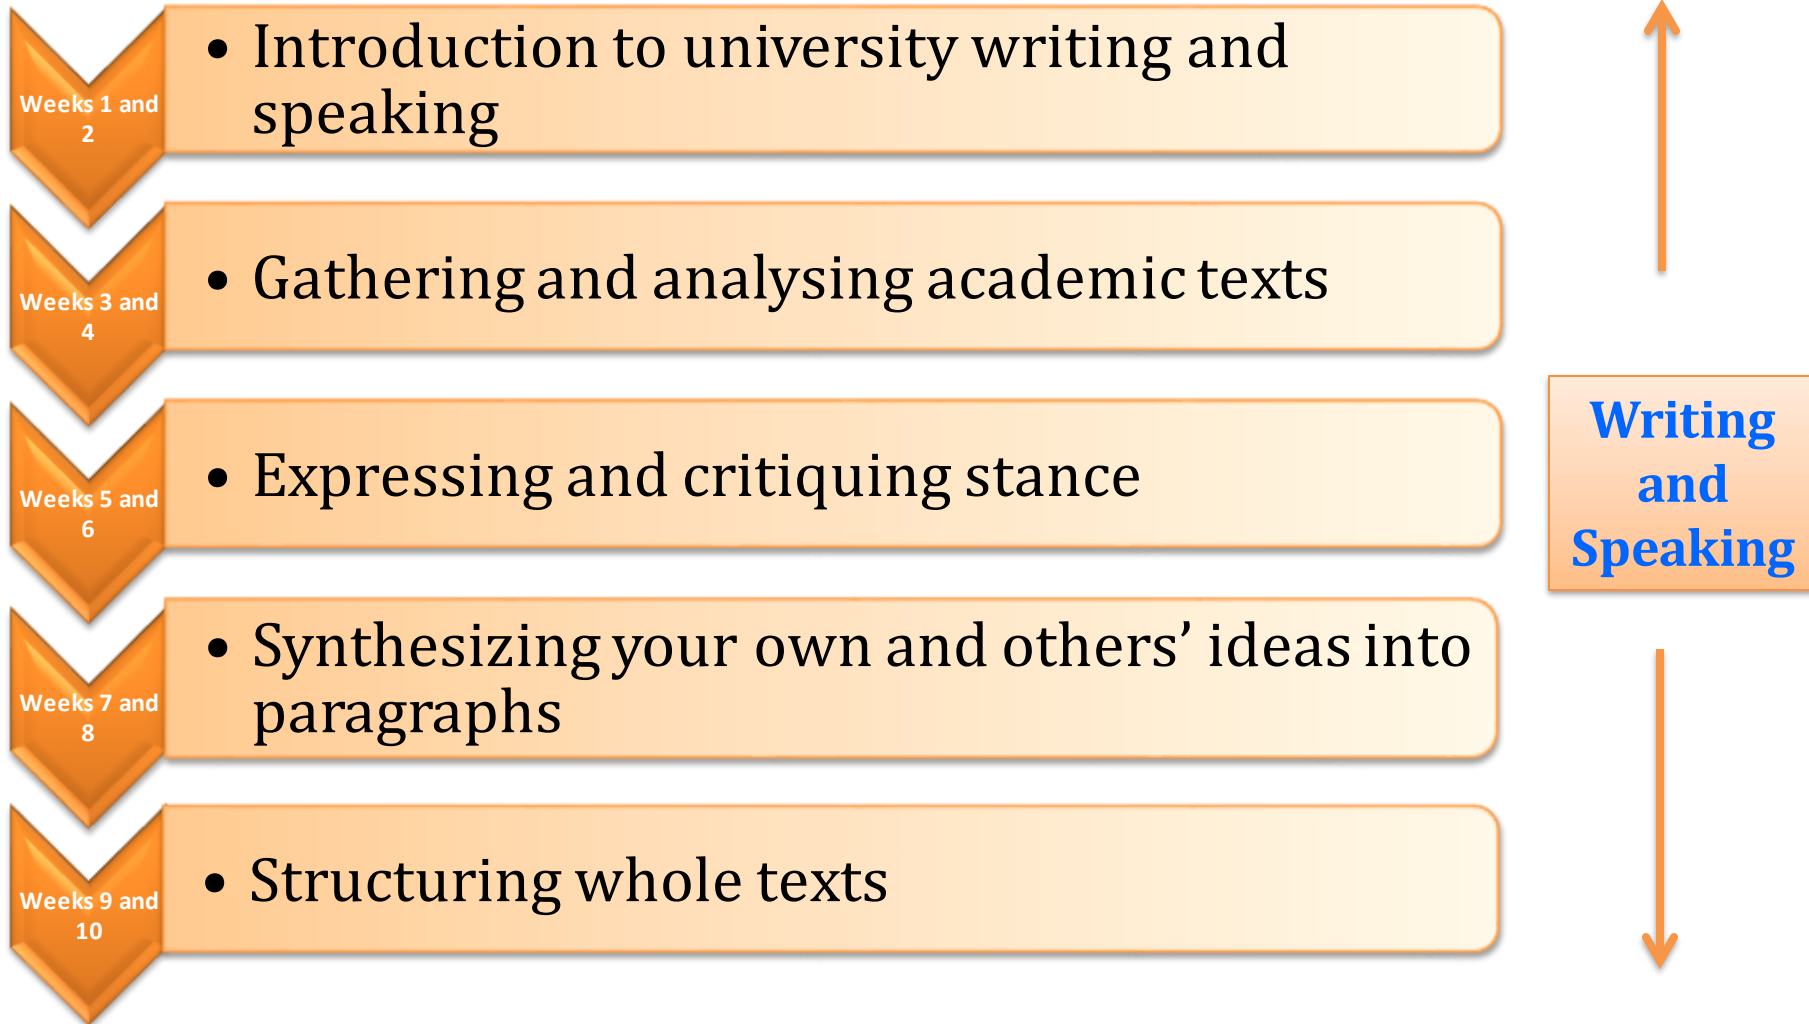 Weeks 1 and
2
• Introduction to university writing and
speaking
Weeks 3 and
4
• Gathering and analysing academic texts
Weeks 5 and
6
• Expressing and critiquing stance
Weeks 7 and
8
• Synthesizing your own and others’ ideas into
paragraphs
Weeks 9 and
10
• Structuring whole texts
Writing
and
Speaking